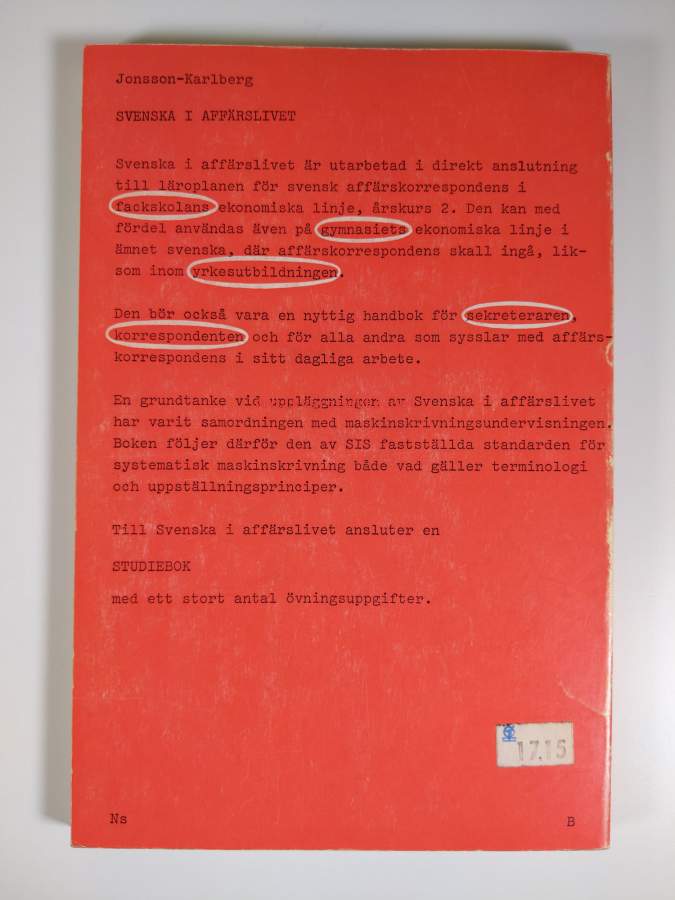 Jonsson-Karlberg
SVENSKA I AFFÄRSLIVET
Svenska i affärslivet är utarbetad i direkt anslutning
till läroplanen för svensk affärskorrespondens i
fackskolans ekonomiska linje, årskurs 2. Den kan med
fördel användas även på gymnasiets ekonomiska linje i
ämnet svenska, där affärskorrespondens skall ingå, lik-
som inom yrkesutbildningen.
Den bör också vara en nyttig handbok för sekreteraren,
korrespondenten och för alla andra som sysslar med affärs-
korrespondens i sitt dagliga arbete.
En grundtanke vid uppläggningen av Svenska i affärslivet
har varit samordningen med maskinskrivningsundervisningen.
Boken följer därför den av SIS fastställda standarden för
systematisk maskinskrivning både vad gäller terminologi
och uppställningsprinciper.
Till Svenska i affärslivet ansluter en
STUDIEBOK
med ett stort antal övningsuppgifter.
17.15
Ns
B